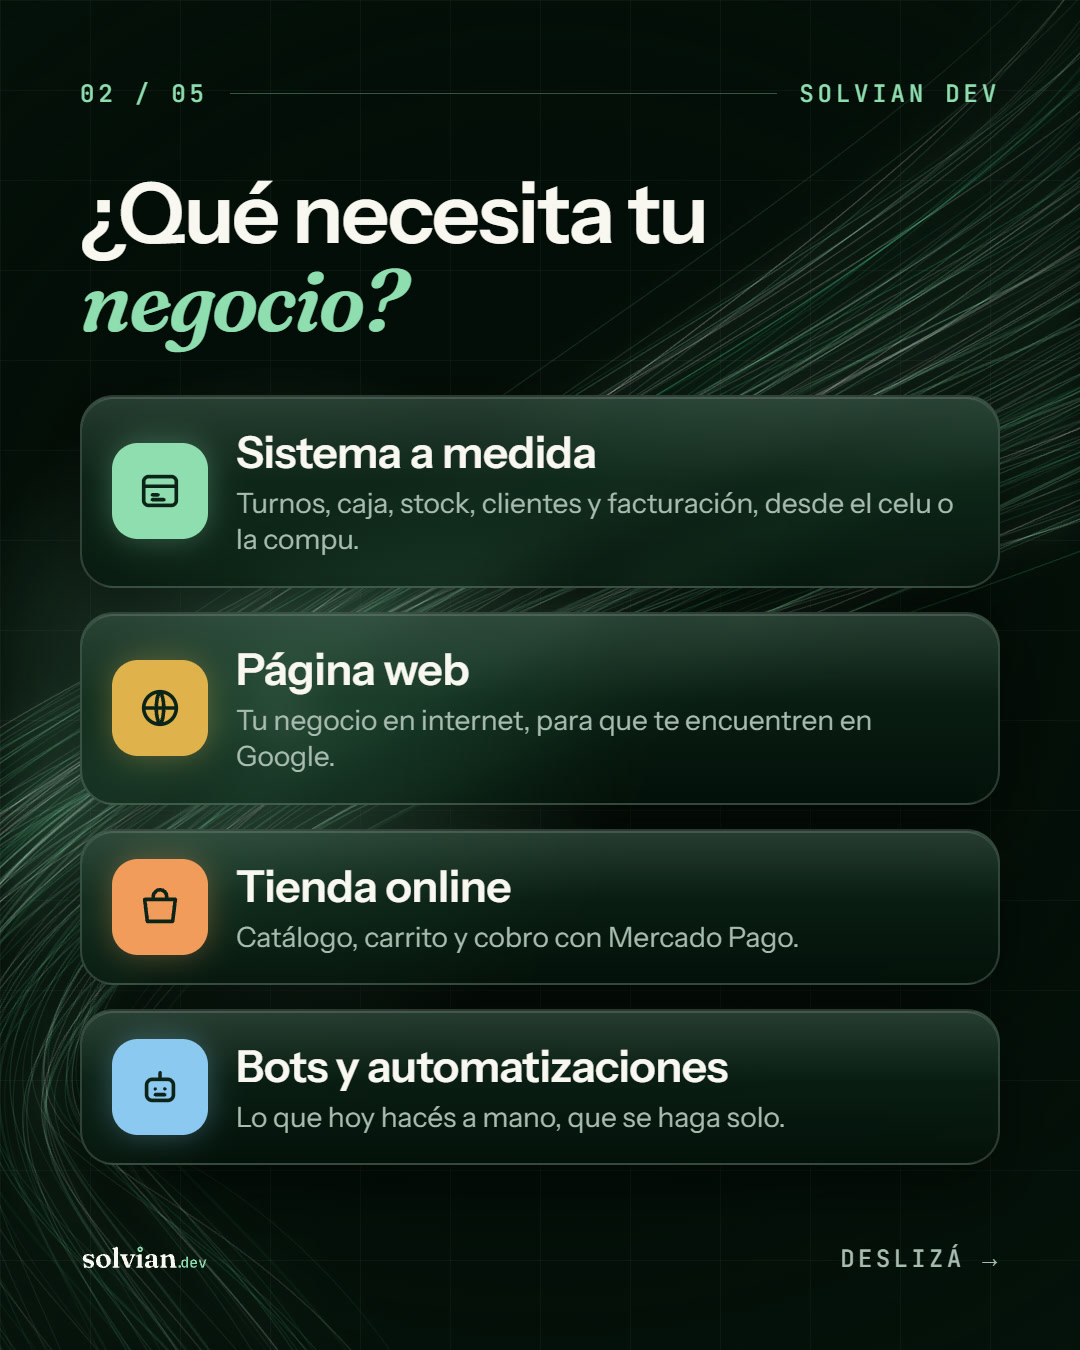 02 / 05
SOLVIAN DEV
¿Qué necesita tu
negocio?
Sistema a medida
Turnos, caja, stock, clientes y facturación, desde el celu o
la compu.
Página web
Tu negocio en internet, para que te encuentren en
Google.
Tienda online
Catálogo, carrito y cobro con Mercado Pago.
Bots y automatizaciones
Lo que hoy hacés a mano, que se haga solo.
solvian.dev
DESLIZÁ →